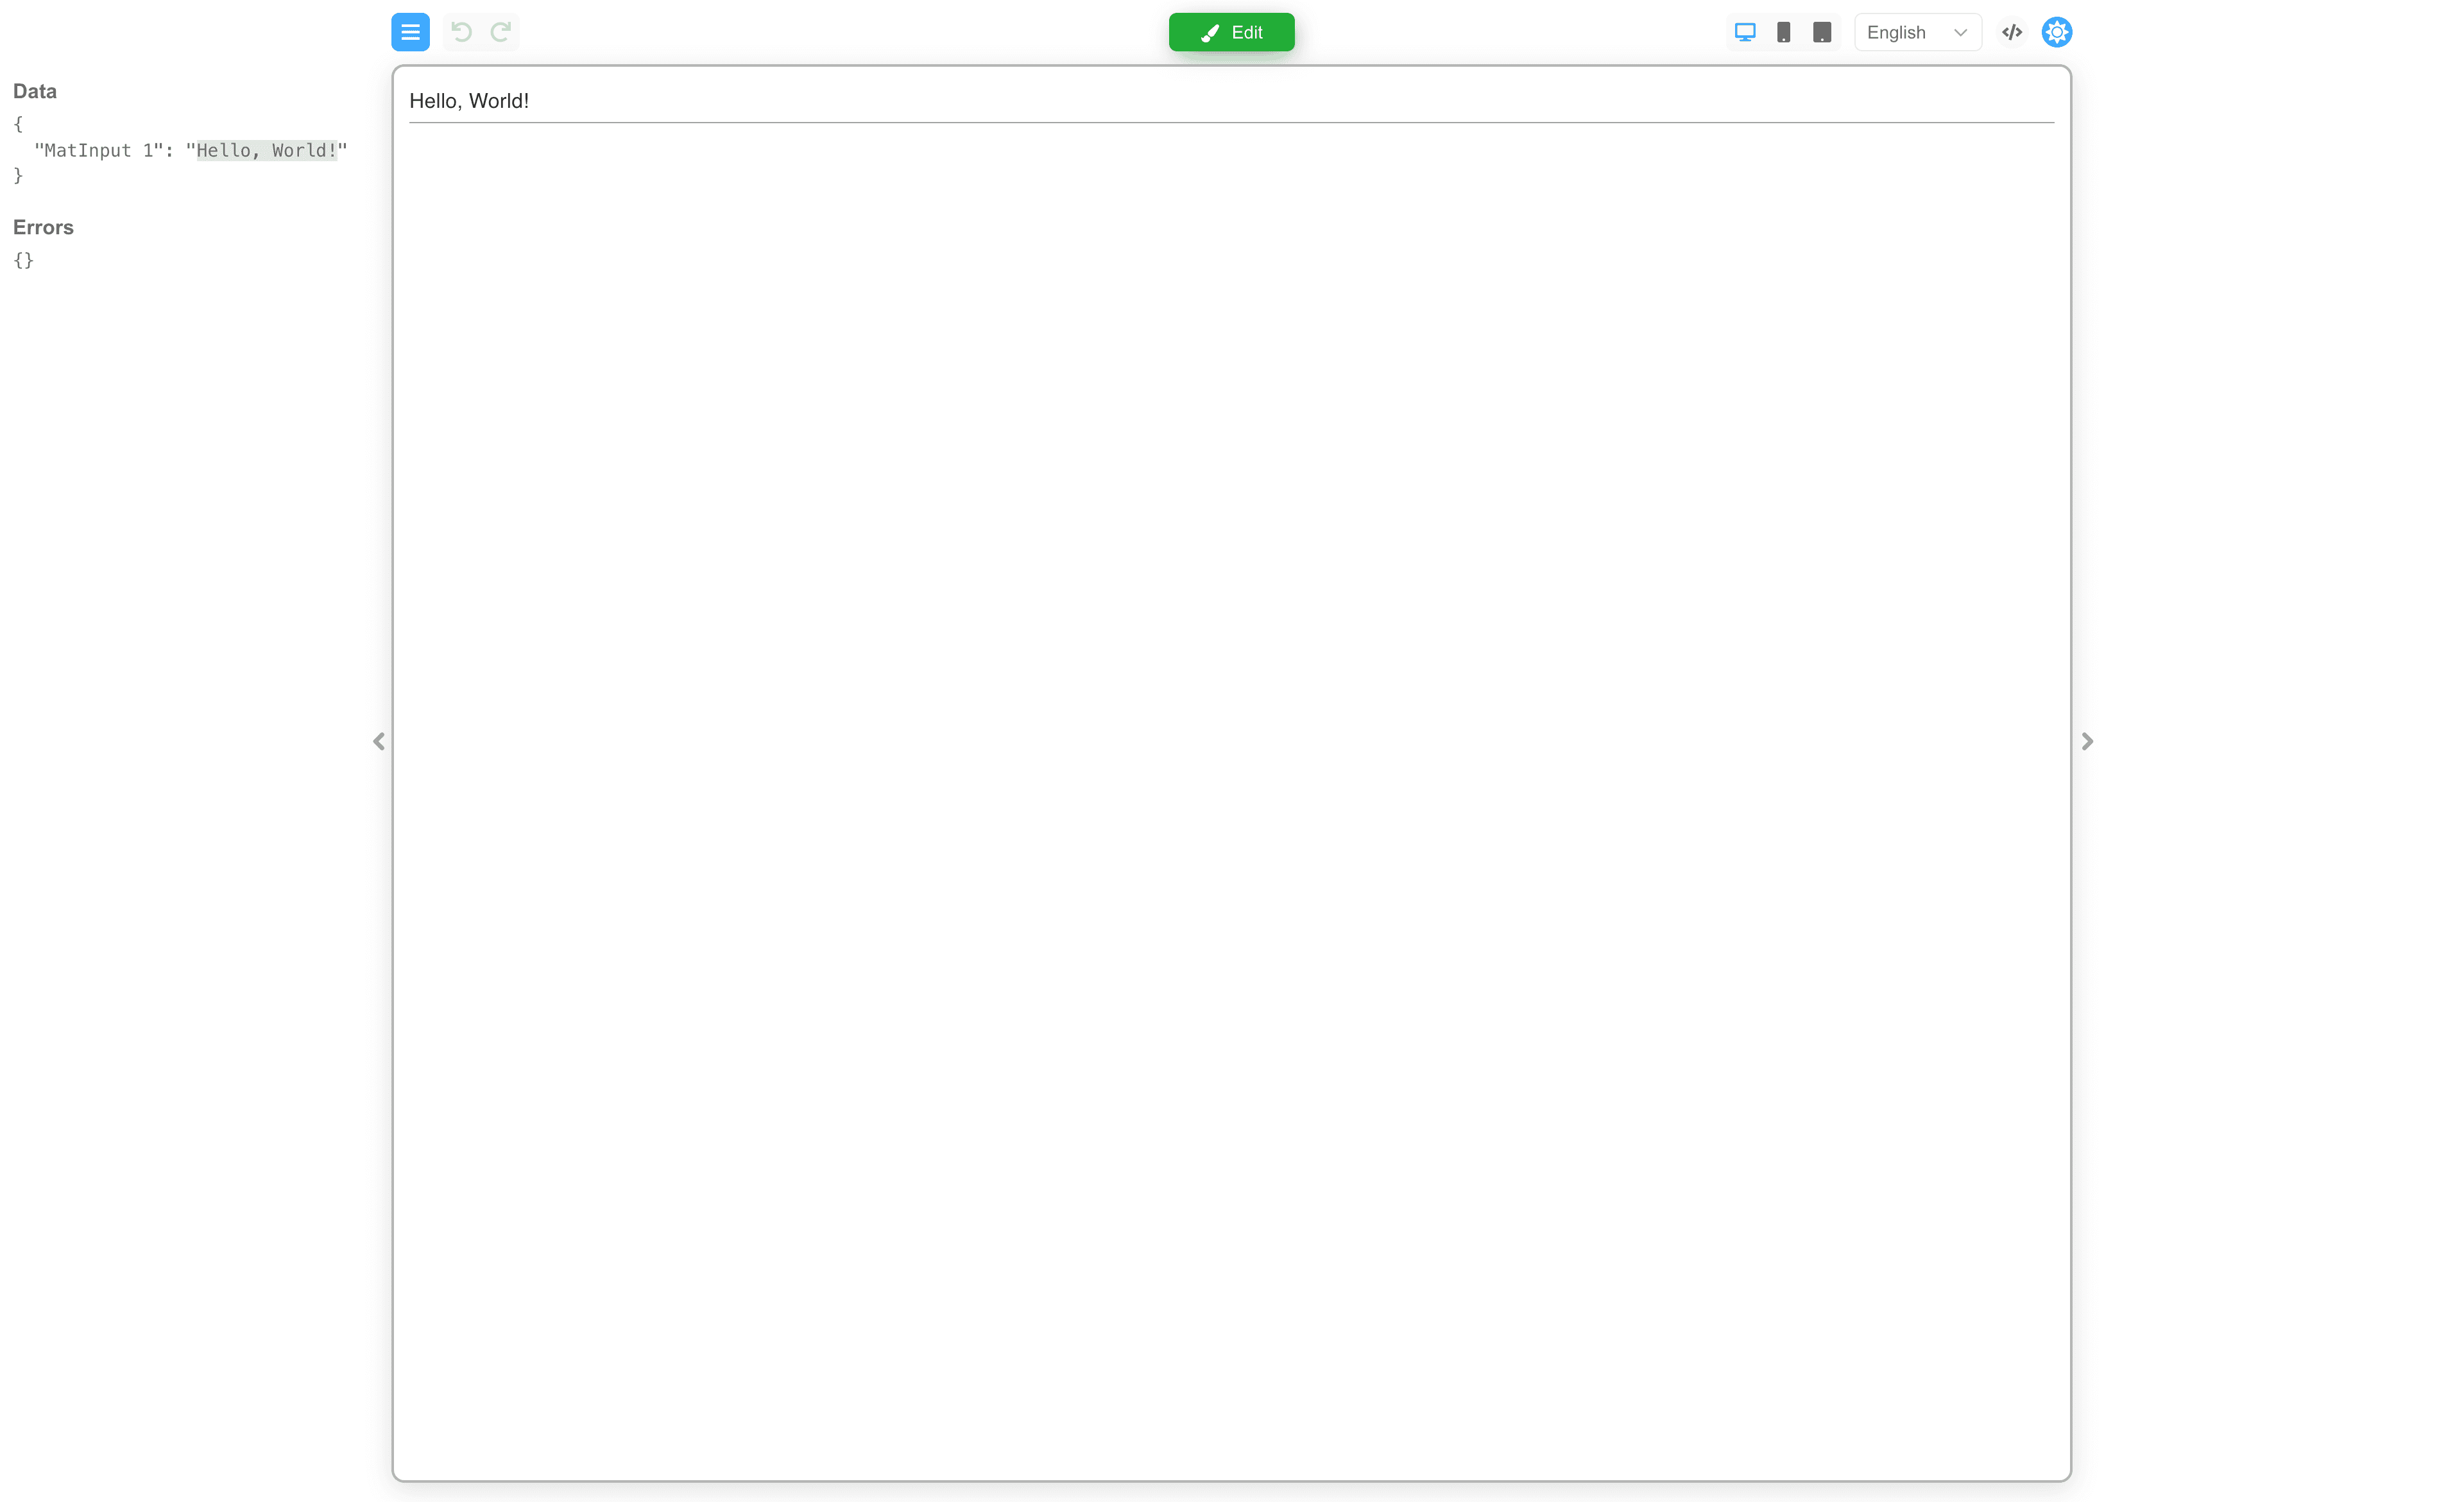 Edit
English
Data
{
  "MatInput 1": "Hello, World!"
}
Errors
{}
Hello, World!